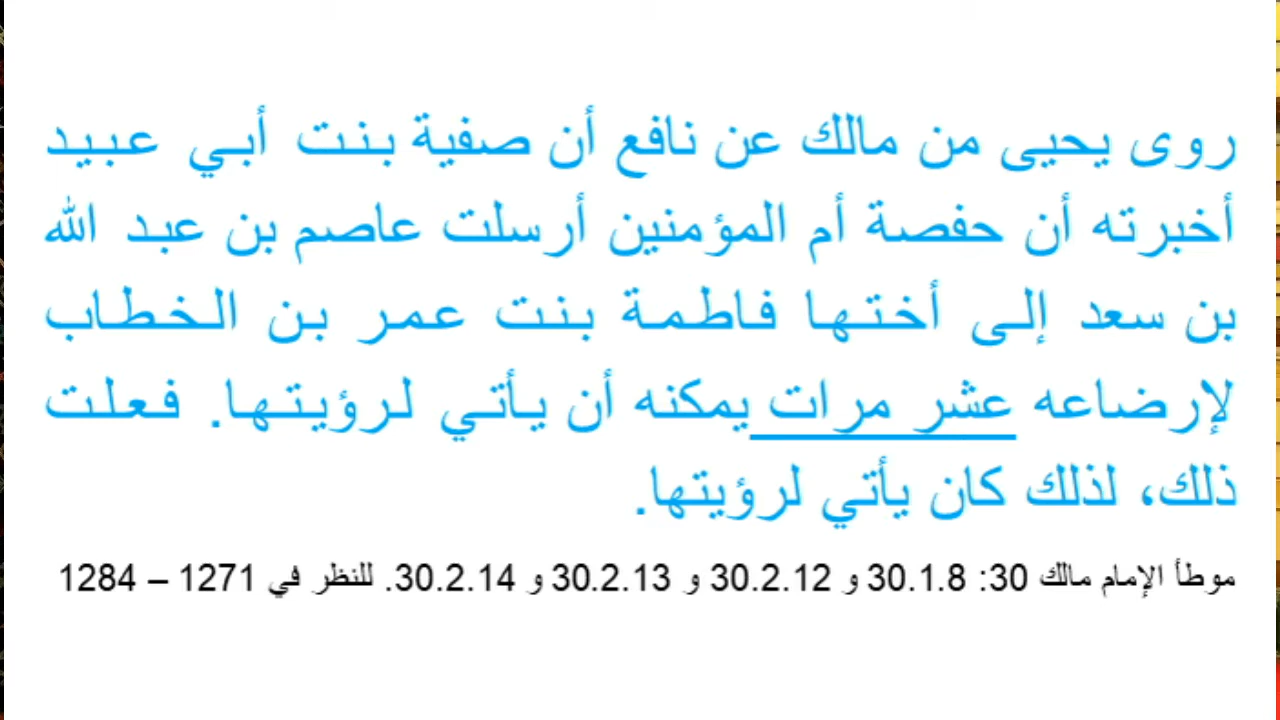 روى يحيى من مالك عن نافع أن صفية بنت أبي عبيد
أخبرته أن حفصة أم المؤمنين أرسلت عاصم بن عبد الله
بن سعد إلى أختها فاطمة بنت عمر بن الخطاب
لإرضاعه عشر مرات يمكنه أن يأتي لرؤيتها. فعلت
ذلك، لذلك كان يأتي لرؤيتها.
موطأ الإمام مالك 30: 30.1.8 و 30.2.12 و 30.2.13 و 30.2.14. للنظر في 1271 – 1284